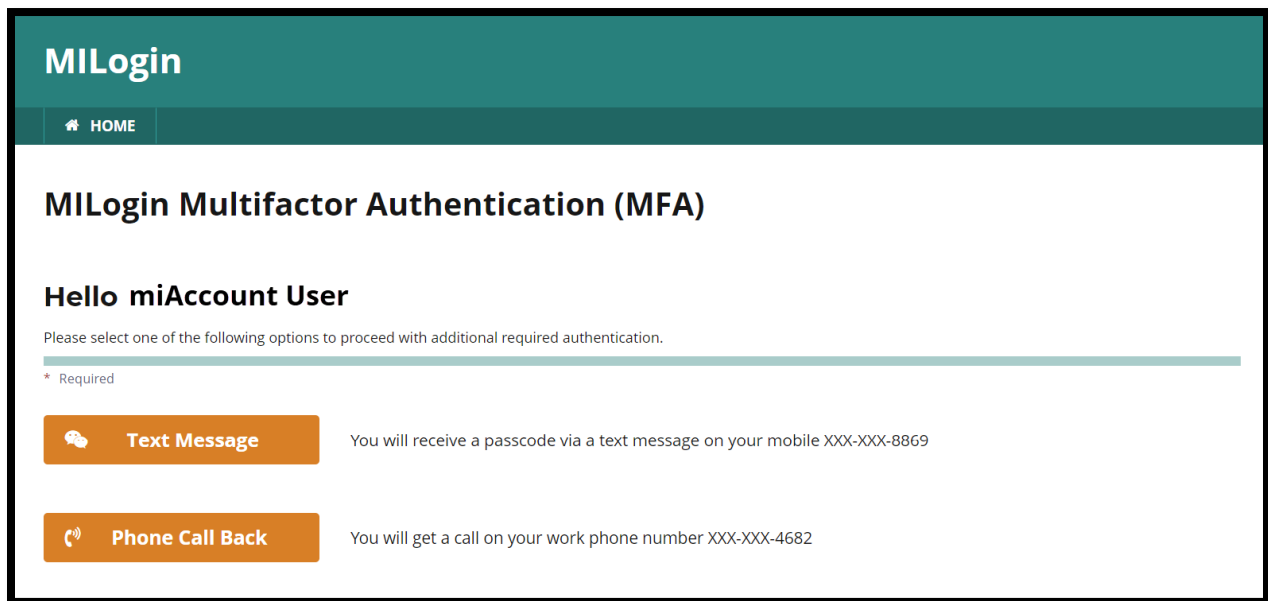 MILogin
HOME
MILogin Multifactor Authentication (MFA)
Hello miAccount User
Please select one of the following options to proceed with additional required authentication.
* Required
Text Message You will receive a passcode via a text message on your mobile XXX-XXX-8869
Phone Call Back You will get a call on your work phone number XXX-XXX-4682